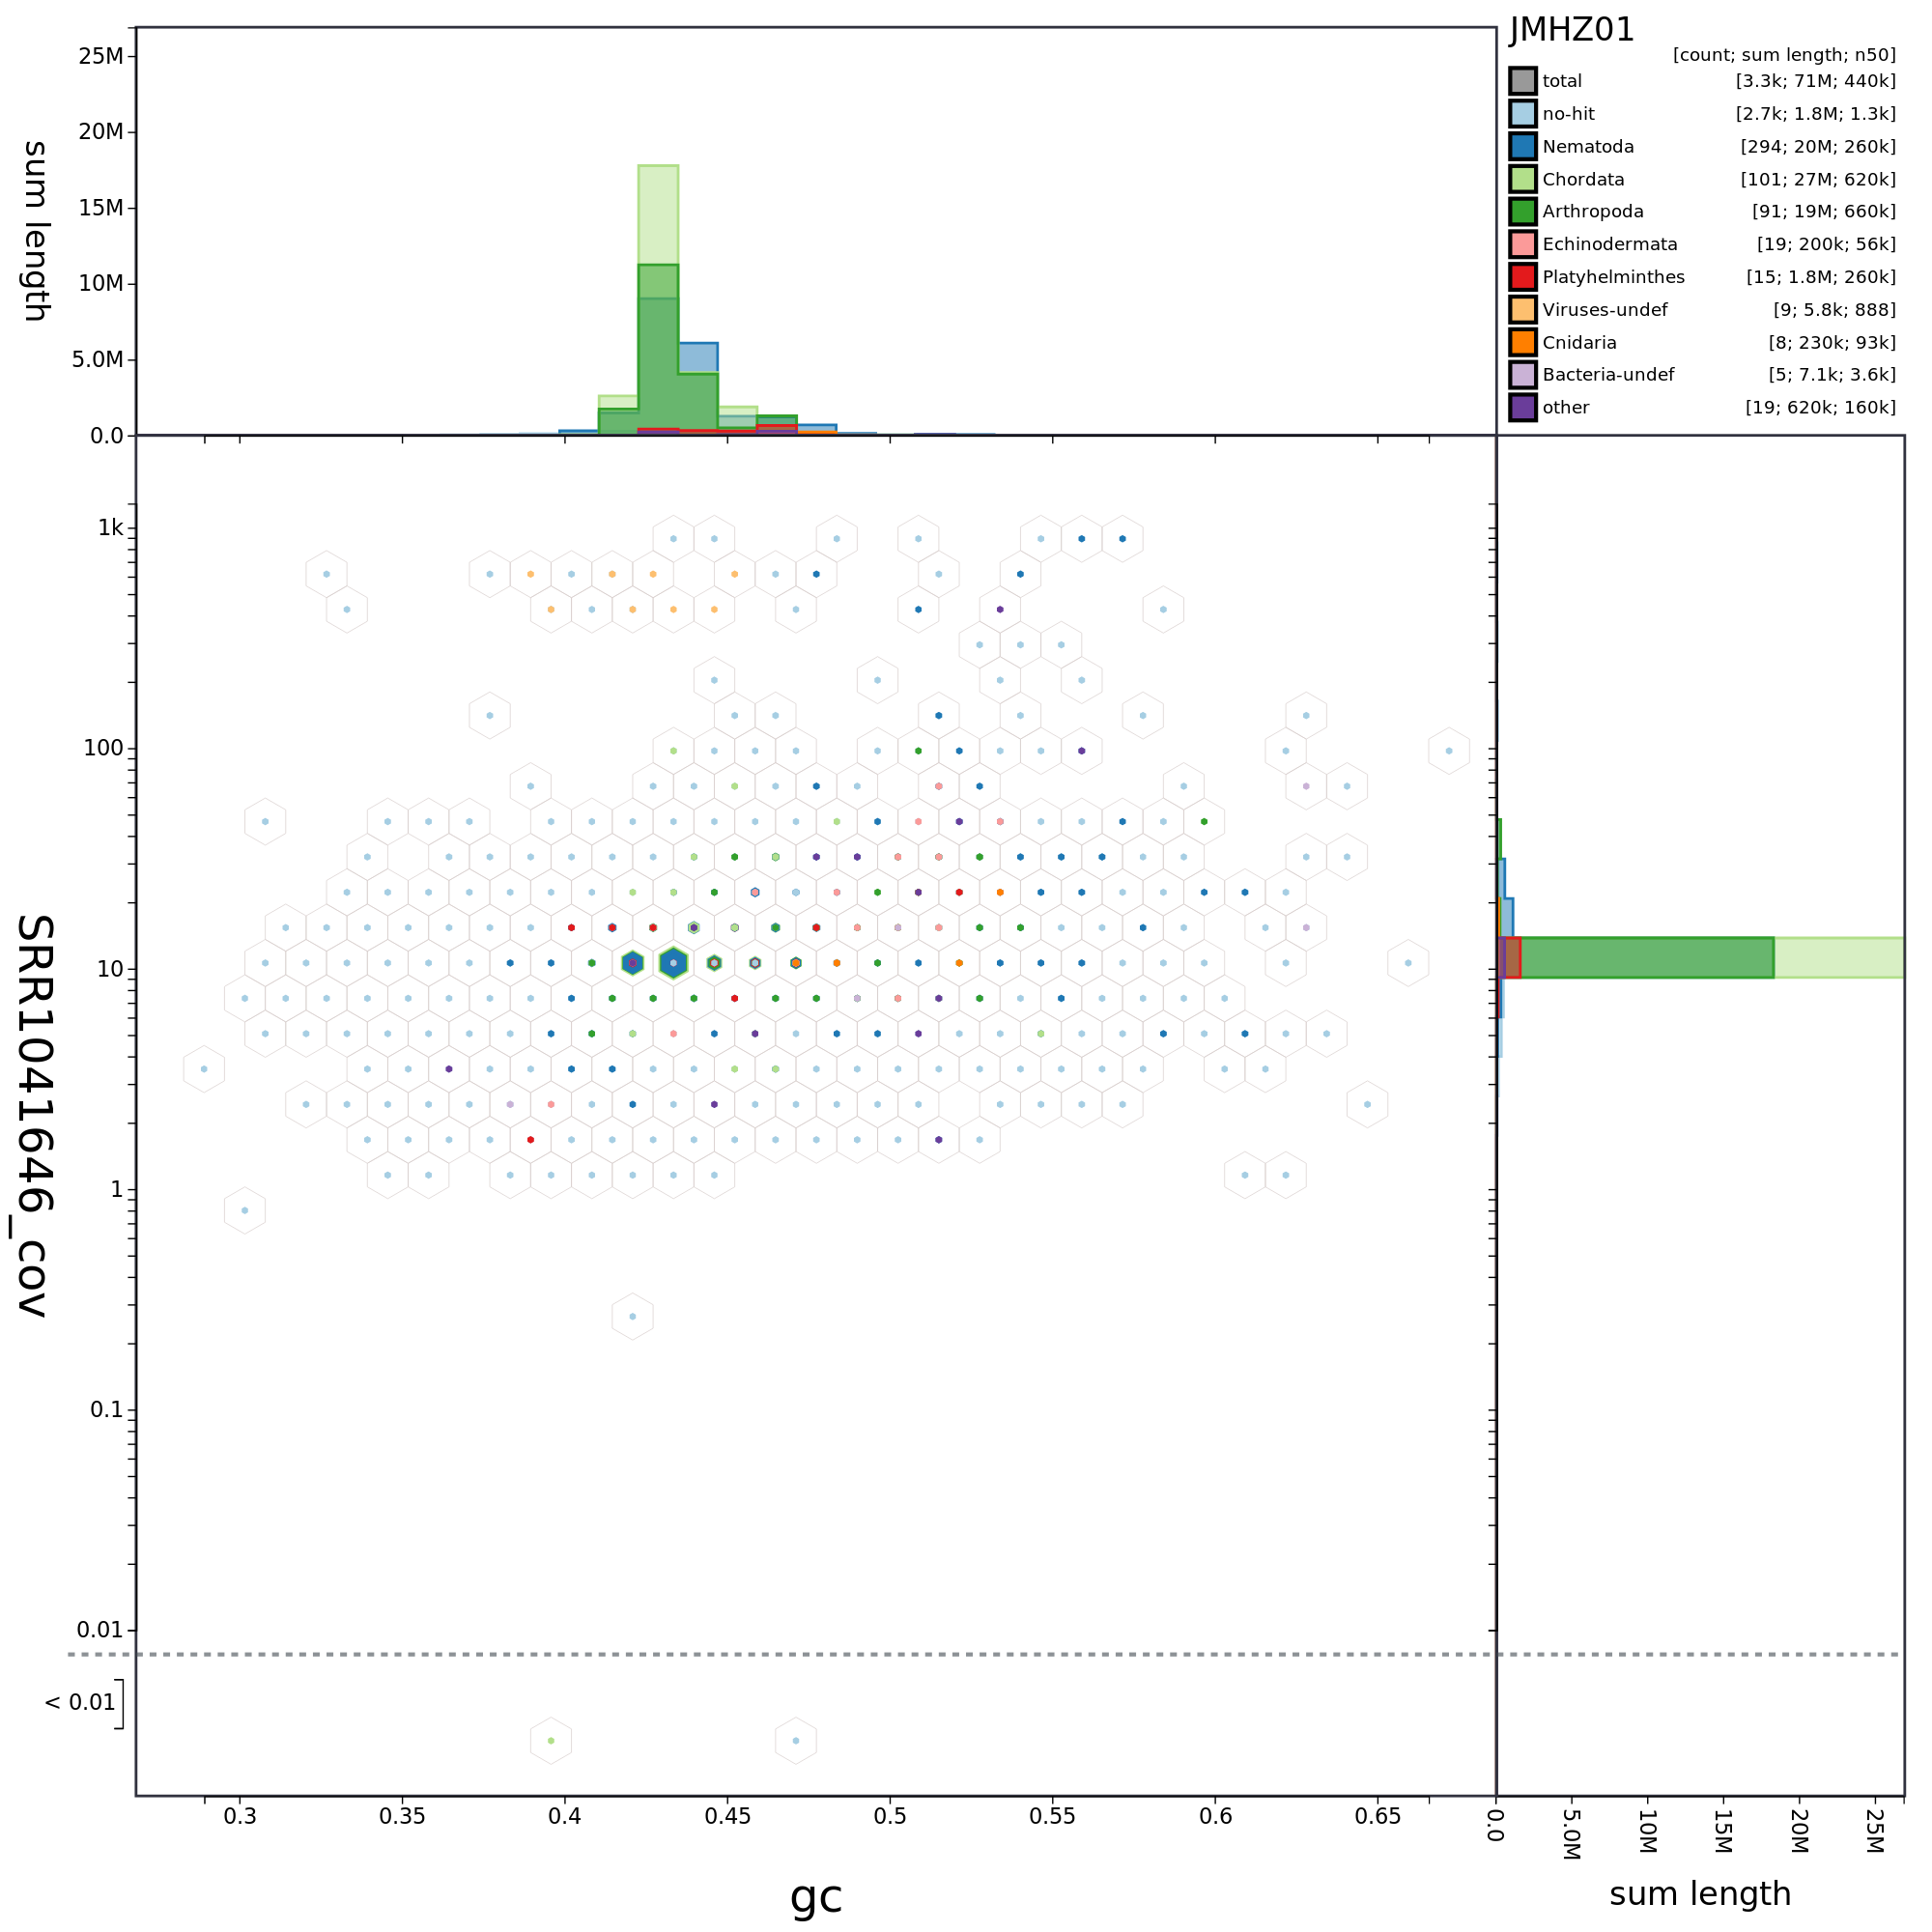 JMHZ01
[count; sum length; n50]
total [3.3k; 71M; 440k]
no-hit [2.7k; 1.8M; 1.3k]
Nematoda [294; 20M; 260k]
Chordata [101; 27M; 620k]
Arthropoda [91; 19M; 660k]
Echinodermata [19; 200k; 56k]
Platyhelminthes [15; 1.8M; 260k]
Viruses-undef [9; 5.8k; 888]
Cnidaria [8; 230k; 93k]
Bacteria-undef [5; 7.1k; 3.6k]
other [19; 620k; 160k]
sum length
25M
20M
15M
10M
5.0M
0.0
SRR1041646_cov
1k
100
10
1
0.1
0.01
< 0.01
0.3 0.35 0.4 0.45 0.5 0.55 0.6 0.65
gc
0.0 5.0M 10M 15M 20M 25M
sum length